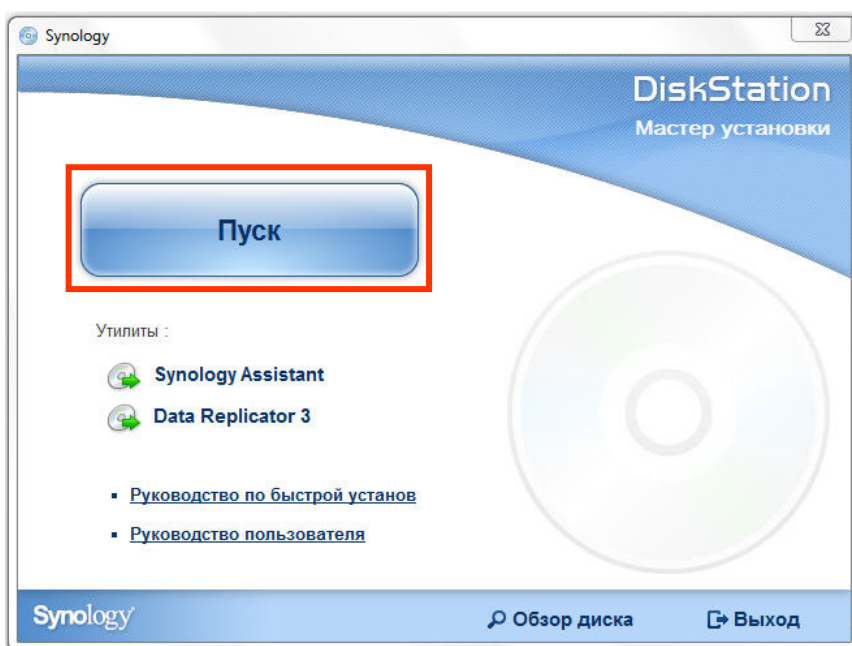 Synology
DiskStation
Мастер установки
Пуск
Утилиты :
Synology Assistant
Data Replicator 3
Руководство по быстрой установ
Руководство пользователя
Synology
Обзор диска
Выход